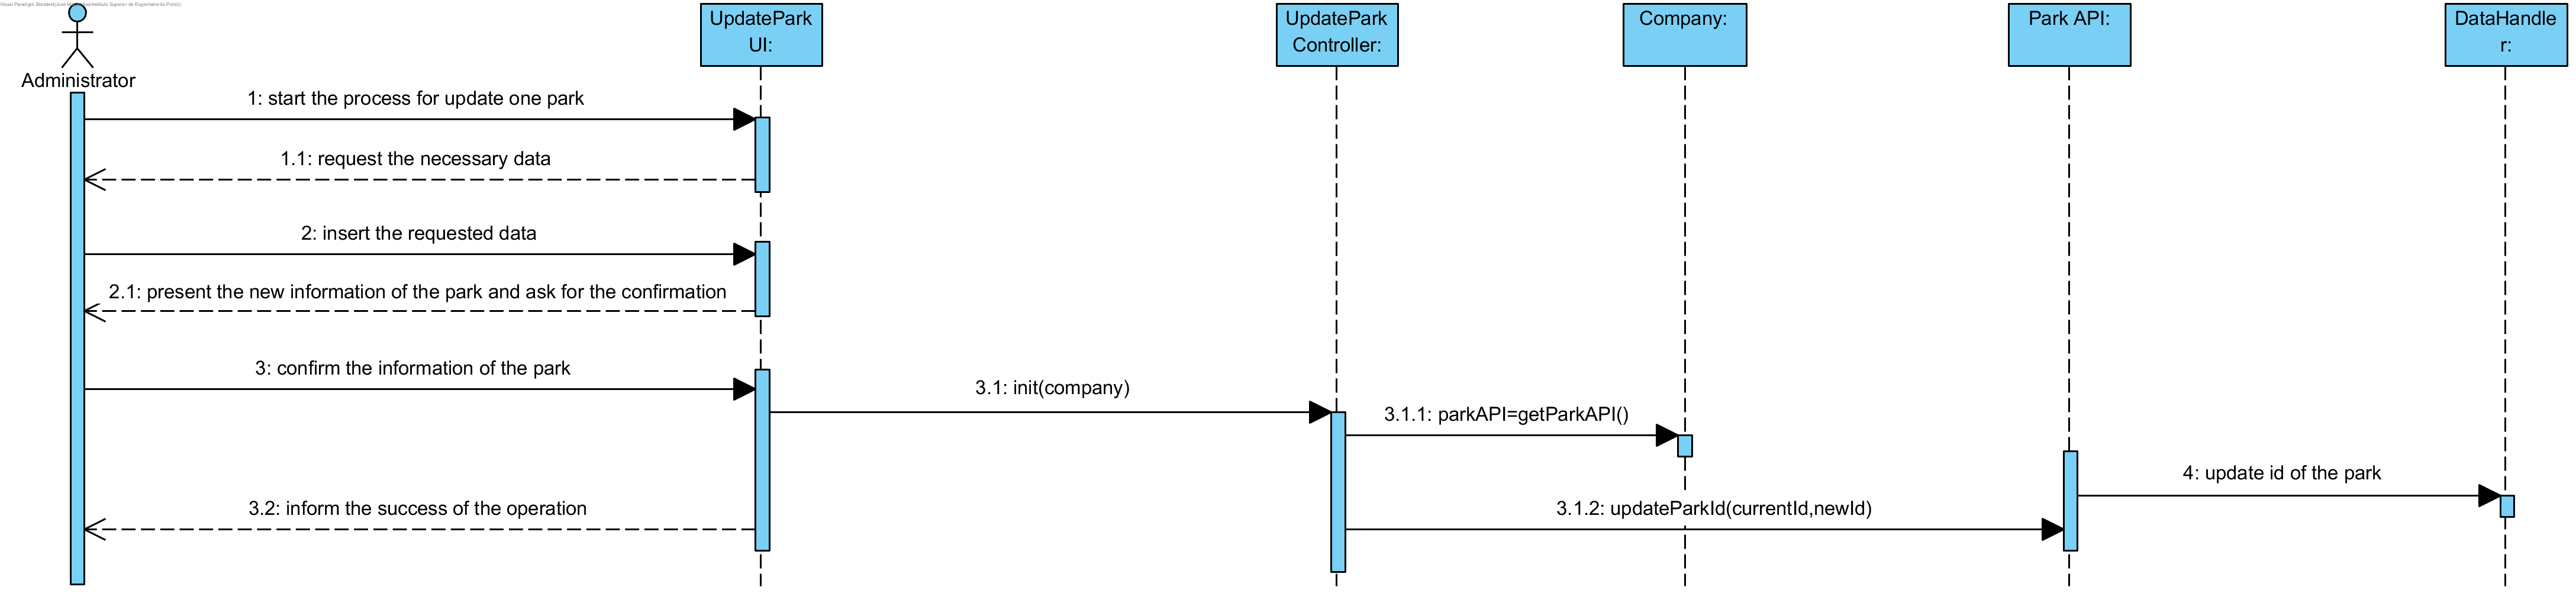 Visual Paradigm Standard(José
Instituto Superior de Engenharia do Porto))
UpdatePark
UI:
UpdatePark
Controller:
Company:
Park API:
DataHandle
r:
Administrator
1: start the process for update one park
1.1: request the necessary data
2: insert the requested data
2.1: present the new information of the park and ask for the confirmation
3: confirm the information of the park
3.1: init(company)
3.1.1: parkAPI=getParkAPI()
4: update id of the park
3.2: inform the success of the operation
3.1.2: updateParkId(currentId,newId)